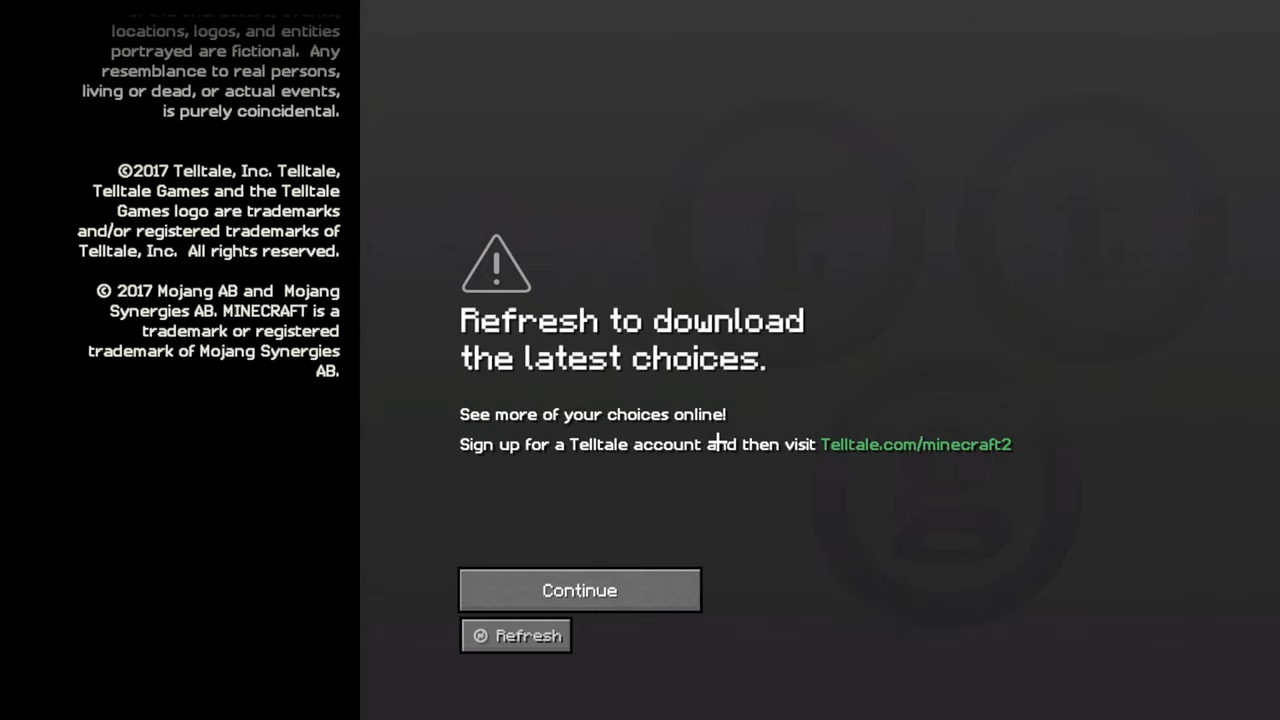 of the characters, events,
locations, logos, and entities
portrayed are fictional. Any
resemblance to real persons,
living or dead, or actual events,
is purely coincidental.
©2017 Telltale, Inc. Telltale,
Telltale Games and the Telltale
Games logo are trademarks
and/or registered trademarks of
Telltale, Inc. All rights reserved.
© 2017 Mojang AB and Mojang
Synergies AB. MINECRAFT is a
trademark or registered
trademark of Mojang Synergies
AB.
Refresh to download
the latest choices.
See more of your choices online!
Sign up for a Telltale account and then visit Telltale.com/minecraft2
Continue
Refresh